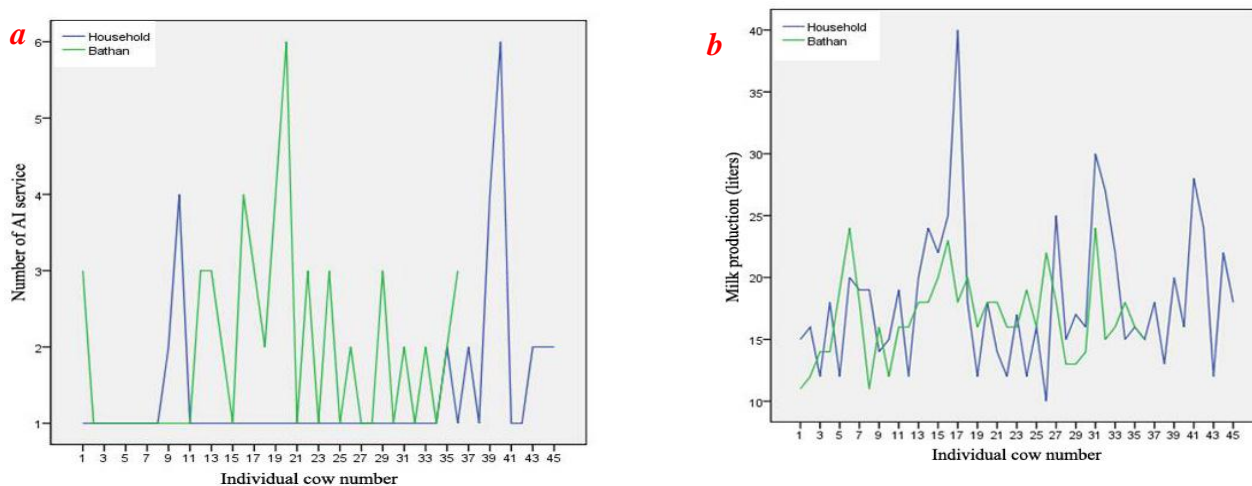 a
Household
Bathan
6
5
4
3
2
1
Number of AI service
1 3 5 7 9 11 13 15 17 19 21 23 25 27 29 31 33 35 37 39 41 43 45
Individual cow number
b
Household
Bathan
40
35
30
25
20
15
10
Milk production (liters)
1 3 5 7 9 11 13 15 17 19 21 23 25 27 29 31 33 35 37 39 41 43 45
Individual cow number